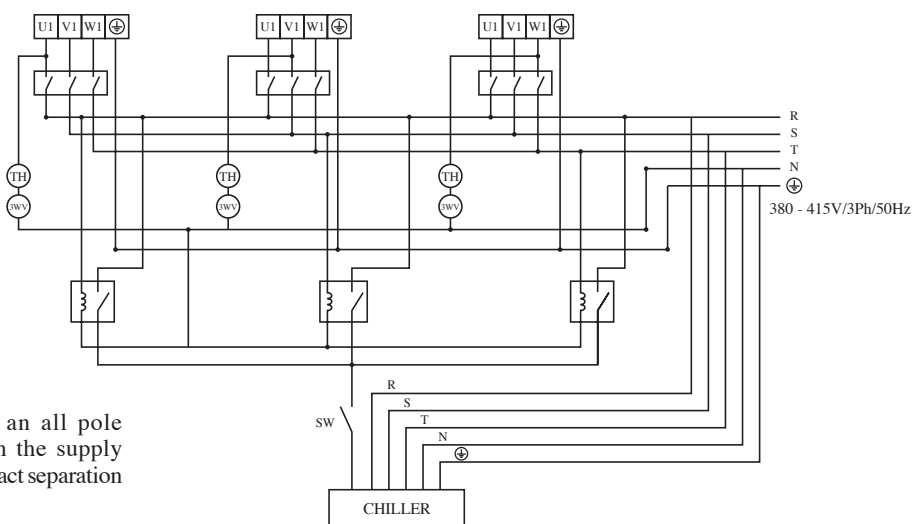 U1 V1 W1 U1 V1 W1 U1 V1 W1
R
S
T
N
TH TH TH
3WV 3WV 3WV
380 - 415V/3Ph/50Hz
R
S
T
N
SW
an all pole
the supply
separation
CHILLER